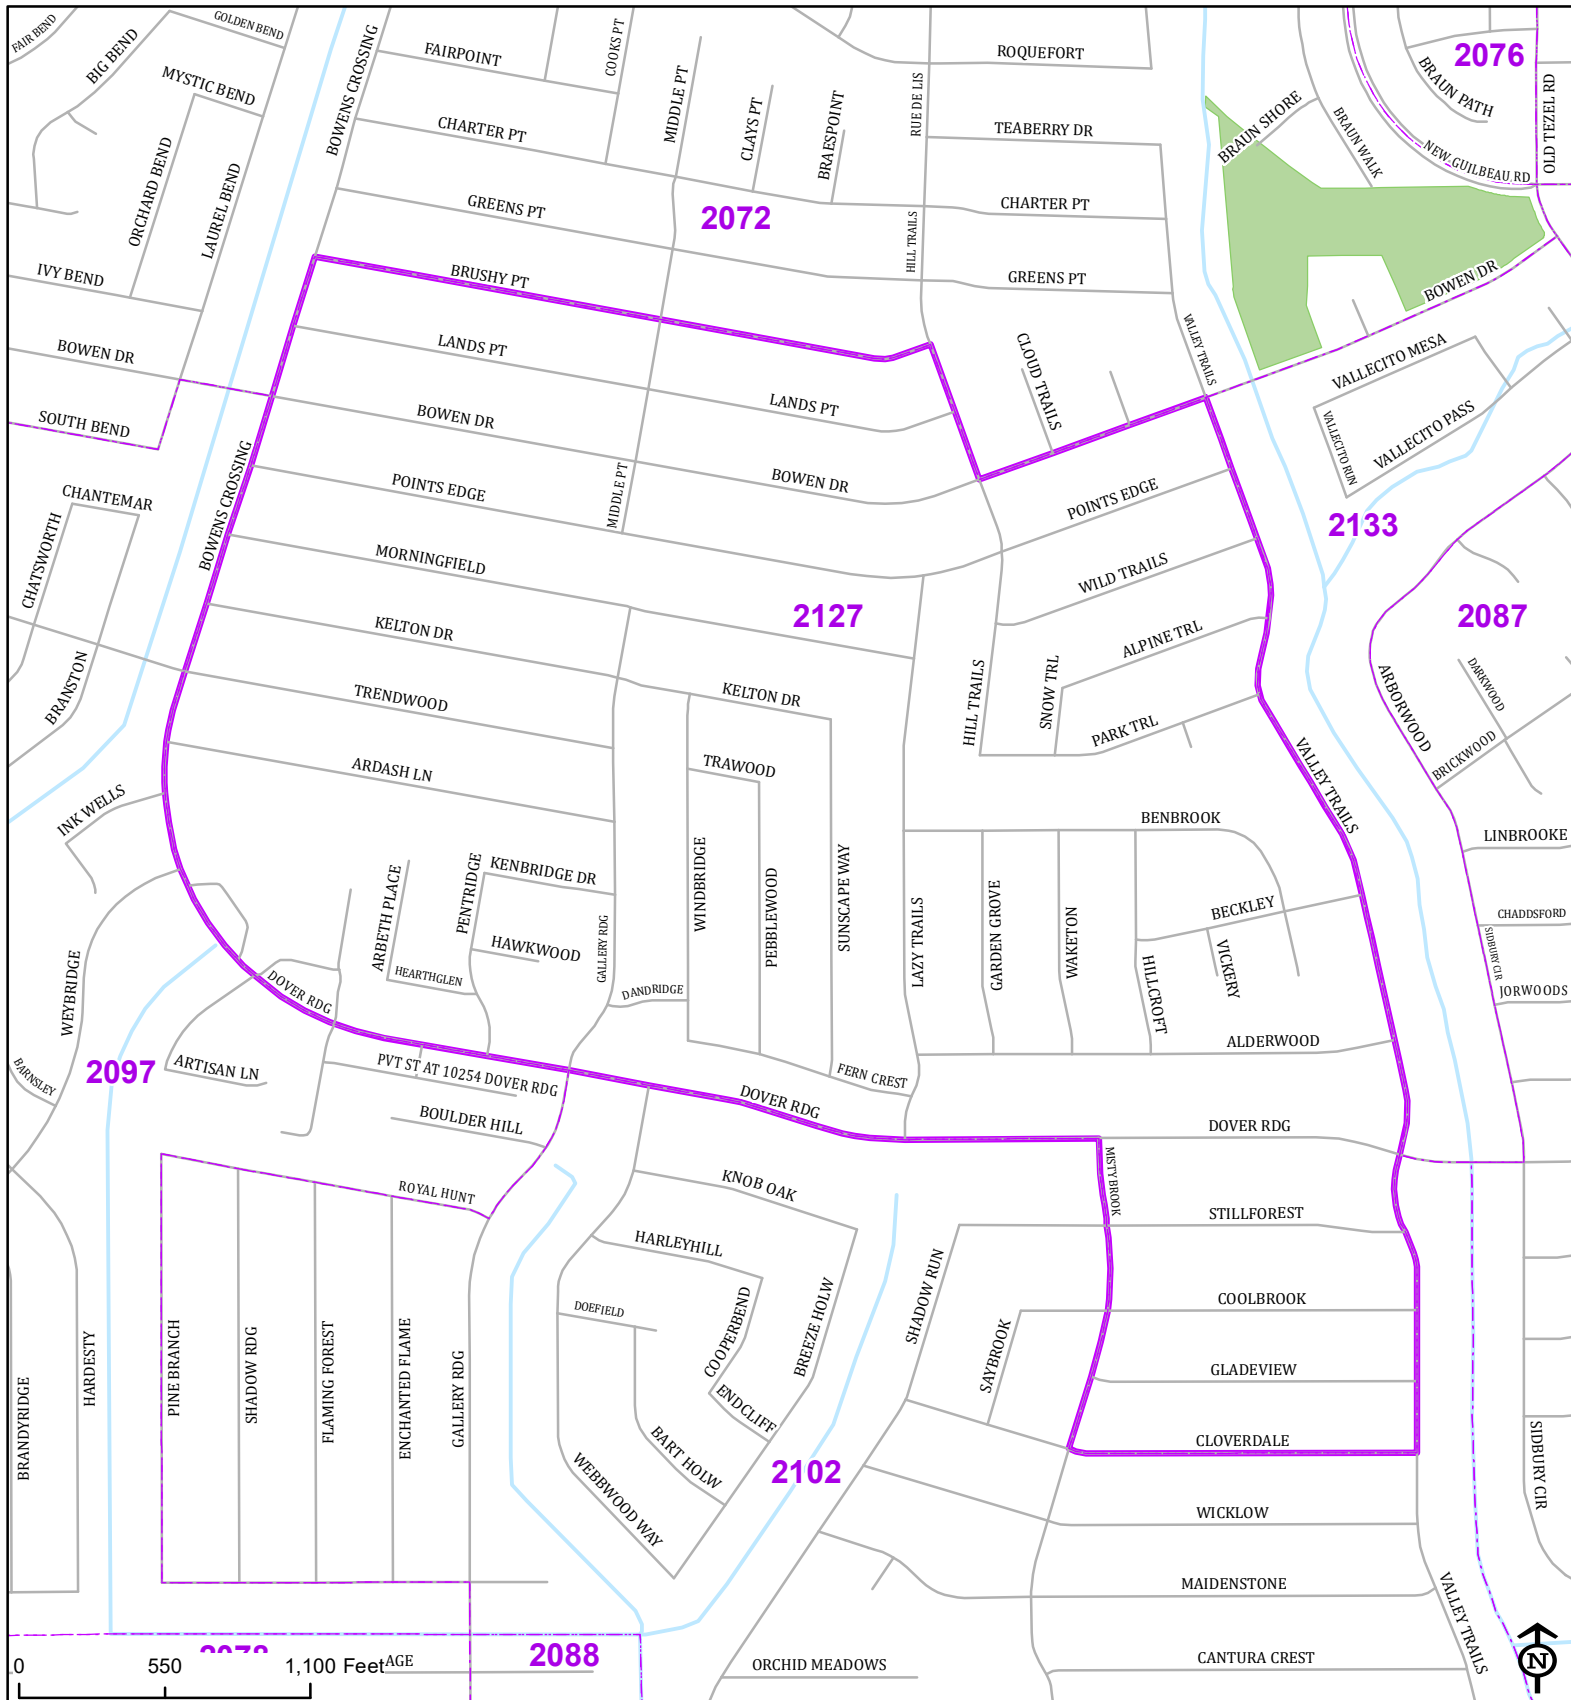 FAIR BEND
GOLDEN BEND
BIG BEND
MYSTIC BEND
ORCHARD BEND
LAUREL BEND
BOWENS CROSSING
FAIRPOINT
COOKS PT
MIDDLE PT
CLAYS PT
BRAESPOINT
CHARTER PT
RUE DE LIS
ROQUEFORT
TEABERRY DR
BRAUN SHORE
BRAUN WALK
BRAUN PATH
2076
OLD TEZEL RD
NEW GUILBEAU RD
GREENS PT
2072
HILL TRAILS
CHARTER PT
GREENS PT
BOWEN DR
IVY BEND
BRUSHY PT
BOWEN DR
LANDS PT
LANDS PT
CLOUD TRAILS
VALLEY TRAILS
VALLECITO MESA
VALLECITO RUN
VALLECITO PASS
SOUTH BEND
BOWEN DR
BOWEN DR
CHANTEMAR
CHATSWORTH
BOWENS CROSSING
POINTS EDGE
MIDDLE PT
POINTS EDGE
2133
MORNINGFIELD
WILD TRAILS
2127
2087
KELTON DR
ALPINE TRL
BRANSTON
TRENDWOOD
KELTON DR
HILL TRAILS
SNOW TRL
PARK TRL
ARBORWOOD
DARKWOOD
BRICKWOOD
ARDASH LN
TRAWOOD
VALLEY TRAILS
INK WELLS
BENBROOK
LINBROOKE
ARBETH PLACE
PENTRIDGE
KENBRIDGE DR
WINDBRIDGE
PEBBLEWOOD
SUNSCAPE WAY
LAZY TRAILS
GARDEN GROVE
WAKETON
BECKLEY
VICKERY
HILLCROFT
CHADDSFORD
SIDBURY CIR
JORWOODS
HAWKWOOD
HEARTHGLEN
GALLERY RDG
DANDRIDGE
WEYBRIDGE
DOVER RDG
ALDERWOOD
BARNSLEY
2097
ARTISAN LN
PVT ST AT 10254 DOVER RDG
FERN CREST
BOULDER HILL
DOVER RDG
DOVER RDG
MISTY BROOK
ROYAL HUNT
KNOB OAK
STILLFOREST
HARLEYHILL
SHADOW RUN
COOLBROOK
DOEFIELD
COOPERBEND
BREEZE HOLW
SAYBROOK
GLADEVIEW
BRANDYRIDGE
HARDESTY
PINE BRANCH
SHADOW RDG
FLAMING FOREST
ENCHANTED FLAME
GALLERY RDG
ENDCLIFF
CLOVERDALE
BART HOLW
2102
SIDBURY CIR
WEBBWOOD WAY
WICKLOW
MAIDENSTONE
VALLEY TRAILS
2088
ORCHID MEADOWS
CANTURA CREST
N
0 550 1,100 Feet
AGE